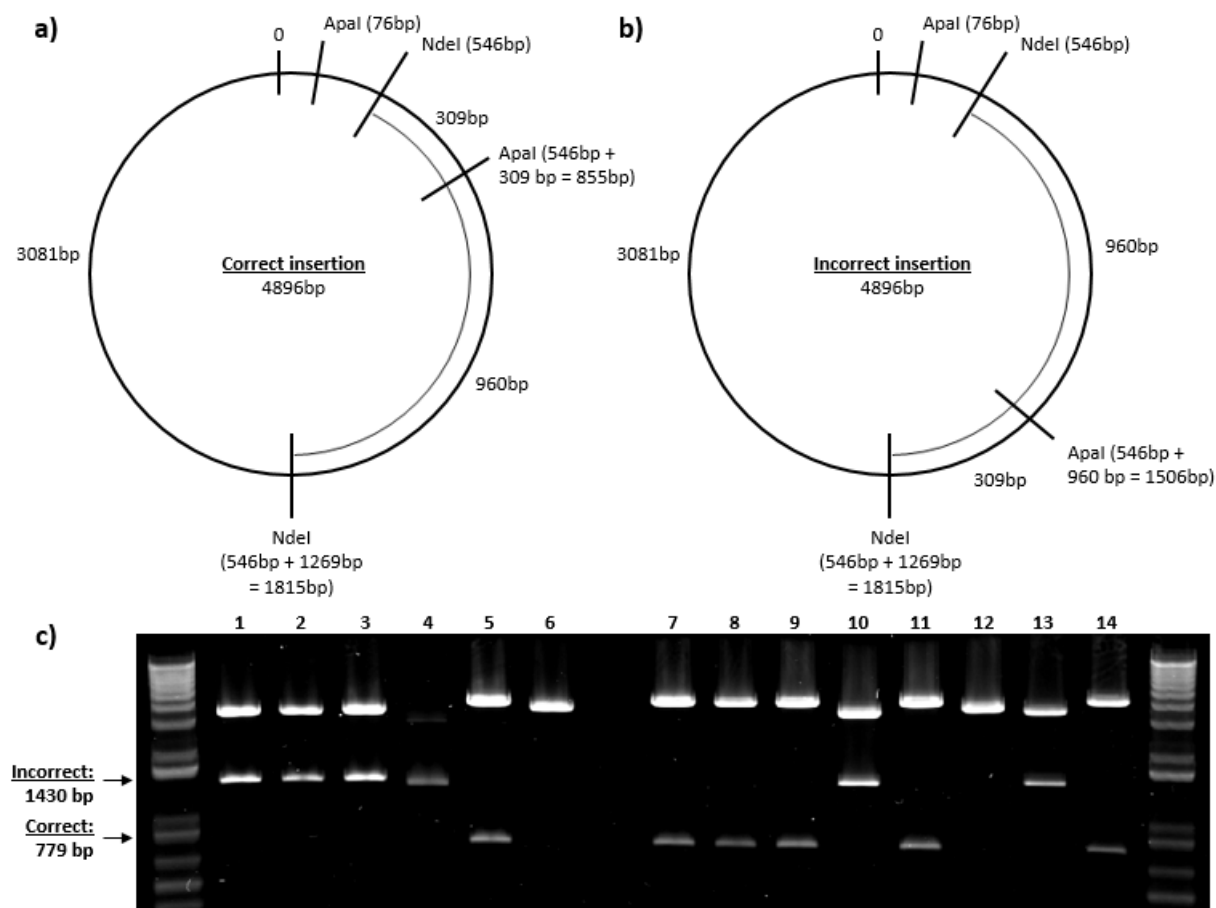 a)
0
ApaI (76bp)
NdeI (546bp)
309bp
ApaI (546bp +
309 bp = 855bp)
3081bp
Correct insertion
4896bp
960bp
NdeI
(546bp + 1269bp
= 1815bp)
b)
0
ApaI (76bp)
NdeI (546bp)
3081bp
Incorrect insertion
4896bp
960bp
ApaI (546bp +
960 bp = 1506bp)
309bp
NdeI
(546bp + 1269bp
= 1815bp)
c)
1 2 3 4 5 6 7 8 9 10 11 12 13 14
Incorrect:
1430 bp
Correct:
779 bp